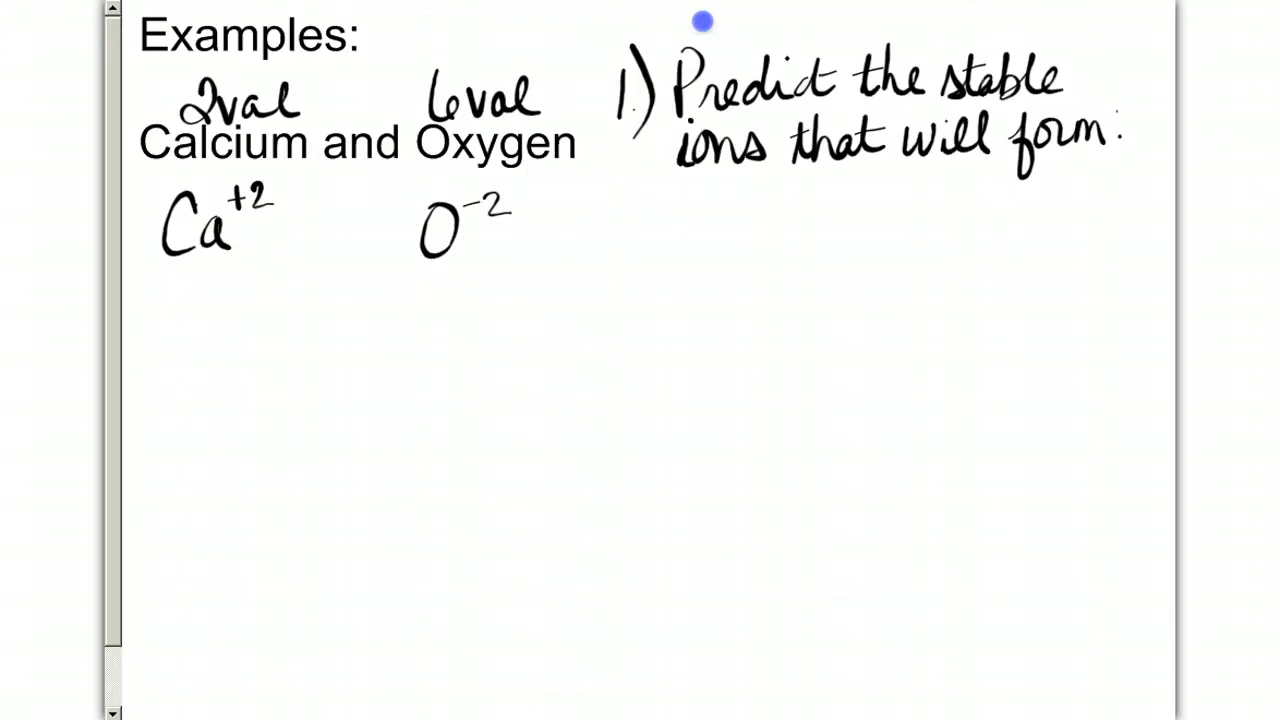 Examples:
2val 6val
Calcium and Oxygen
Ca+2 O-2
1.) Predict the stable
ions that will form: